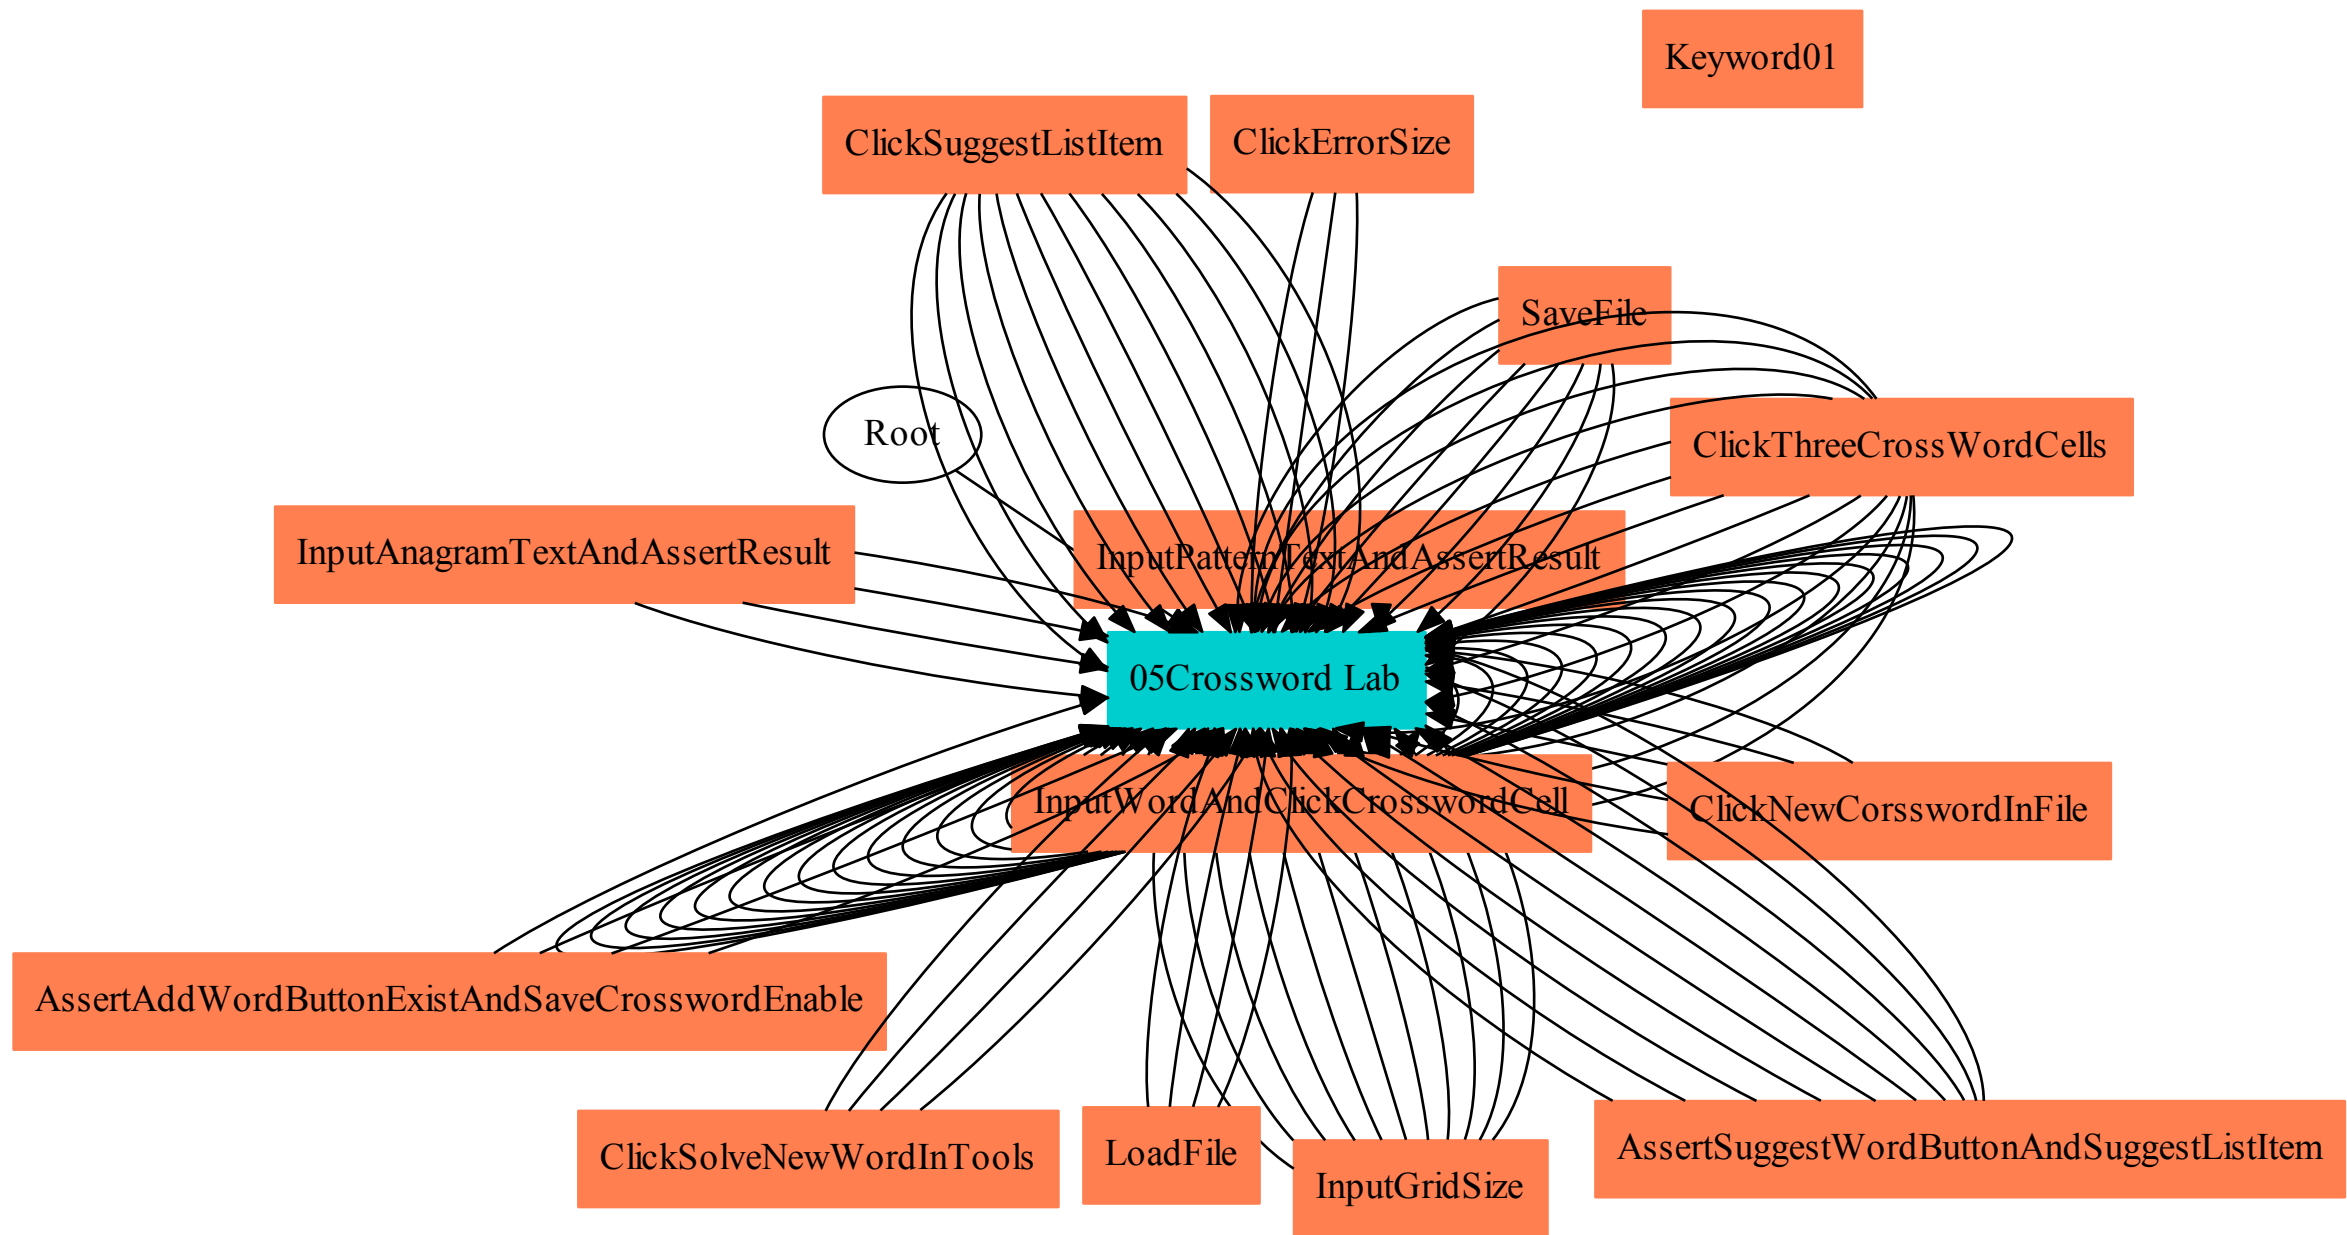 Keyword01
ClickSuggestListItem
ClickErrorSize
SaveFile
Root
ClickThreeCrossWordCells
InputAnagramTextAndAssertResult
InputPatternTextAndAssertResult
05Crossword Lab
InputWordAndClickCrosswordCell
ClickNewCorsswordInFile
AssertAddWordButtonExistAndSaveCrosswordEnable
ClickSolveNewWordInTools
LoadFile
InputGridSize
AssertSuggestWordButtonAndSuggestListItem